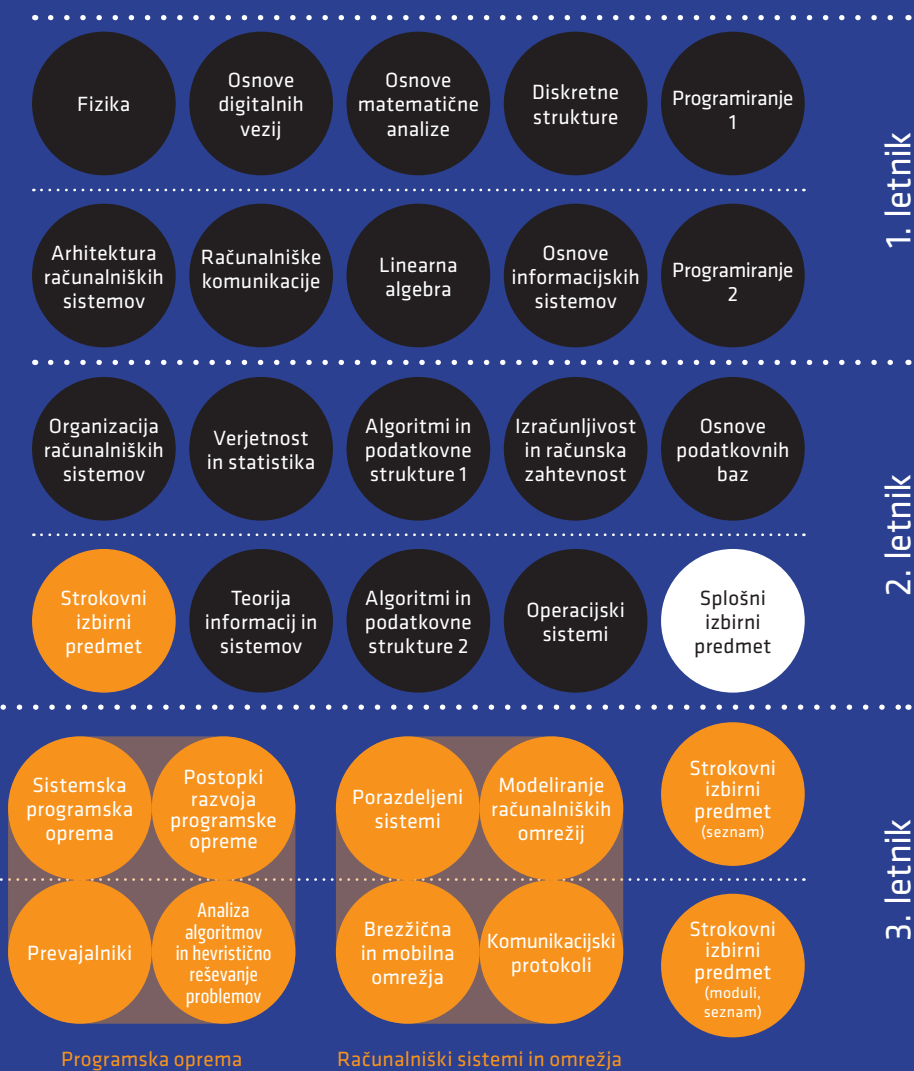 Fizika
Osnove
digitalnih
vezij
Osnove
matematične
analize
Diskretne
strukture
Programiranje
1
1. letnik
Arhitektura
računalniških
sistemov
Računalniške
komunikacije
Linearna
algebra
Osnove
informacijskih
sistemov
Programiranje
2
Organizacija
računalniških
sistemov
Verjetnost
in statistika
Algoritmi in
podatkovne
strukture 1
Izračunljivost
in računska
zahtevnost
Osnove
podatkovnih
baz
2. letnik
Strokovni
izbirni
predmet
Teorija
informacij in
sistemov
Algoritmi in
podatkovne
strukture 2
Operacijski
sistemi
Splošni
izbirni
predmet
Sistemska
programska
oprema
Postopki
razvoja
programske
opreme
Porazdeljeni
sistemi
Modeliranje
računalniških
omrežij
Strokovni
izbirni
predmet
(seznam)
3. letnik
Prevajalniki
Analiza
algoritmov
in hevristično
reševanje
problemov
Brezžična
in mobilna
omrežja
Komunikacijski
protokoli
Strokovni
izbirni
predmet
(moduli,
seznam)
Programska oprema
Računalniški sistemi in omrežja